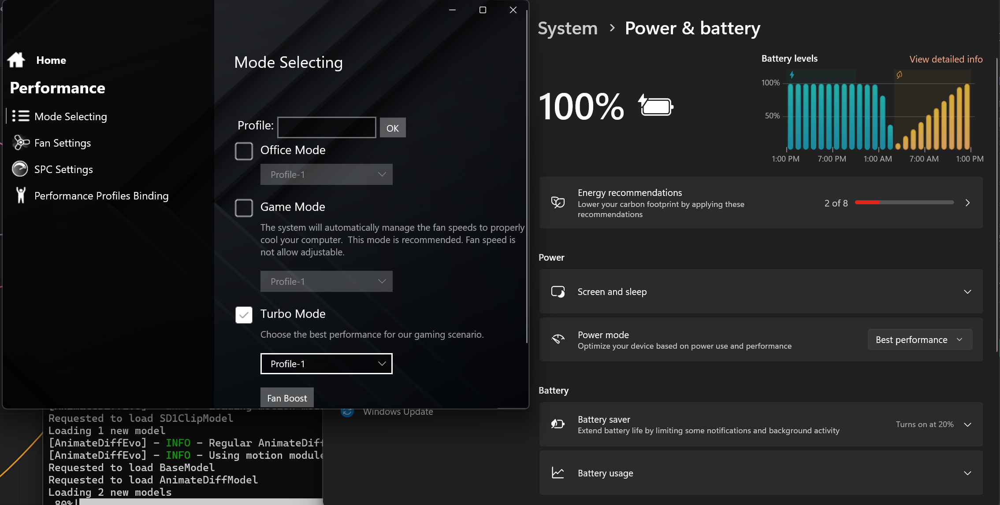 Home
Performance
Mode Selecting
Fan Settings
SPC Settings
Performance Profiles Binding
Mode Selecting
Profile:
OK
Office Mode
Profile-1
Game Mode
The system will automatically manage the fan speeds to properly
cool your computer.  This mode is recommended. Fan speed is
not allow adjustable.
Profile-1
Turbo Mode
Choose the best performance for our gaming scenario.
Profile-1
Fan Boost
Requested to load SD1ClipModel
Loading 1 new model
[AnimateDiffEvo] - INFO - Regular AnimateDiff
[AnimateDiffEvo] - INFO - Using motion module
Requested to load BaseModel
Requested to load AnimateDiffModel
Loading 2 new models
80%|
Windows Update
System > Power & battery
100%
Battery levels
View detailed info
100%
50%
1:00 PM 7:00 PM 1:00 AM 7:00 AM 1:00 PM
Energy recommendations
Lower your carbon footprint by applying these
recommendations
2 of 8
Power
Screen and sleep
Power mode
Optimize your device based on power use and performance
Best performance
Battery
Battery saver
Extend battery life by limiting some notifications and background activity
Turns on at 20%
Battery usage